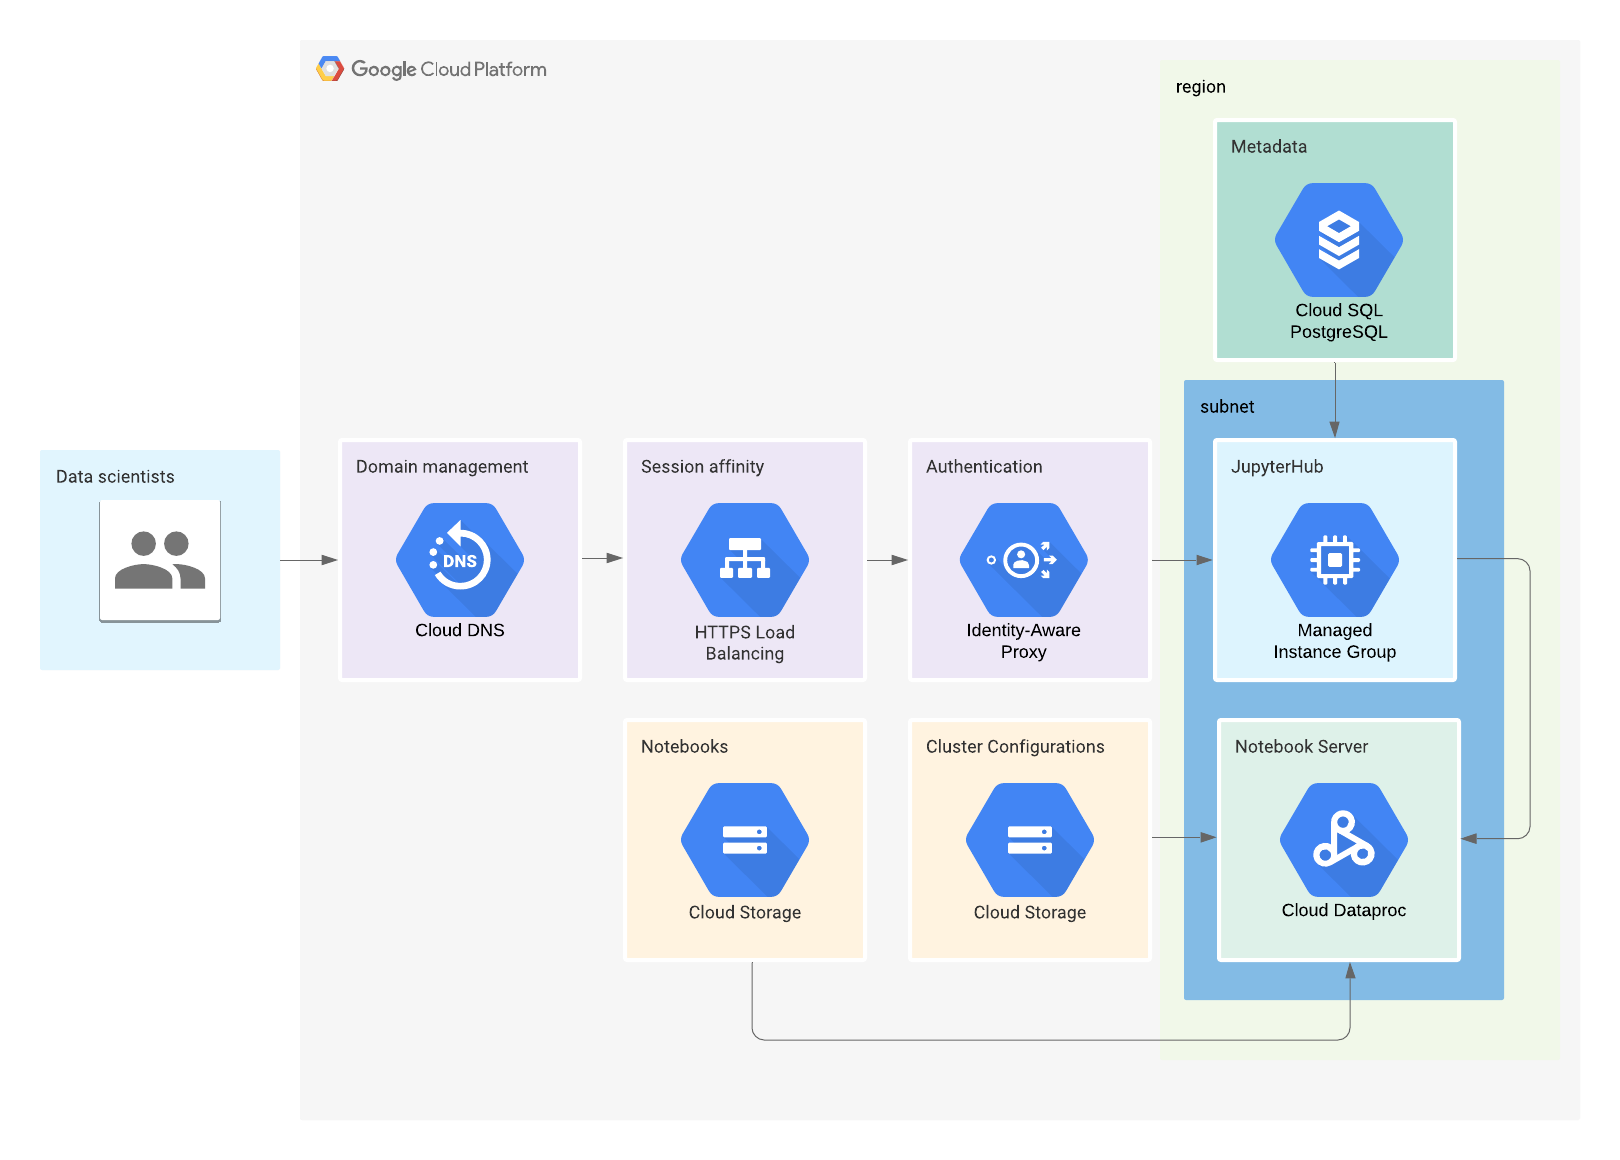 Google Cloud Platform
region
Metadata
Cloud SQL
PostgreSQL
subnet
Data scientists
Domain management
DNS
Cloud DNS
Session affinity
HTTPS Load
Balancing
Authentication
Identity-Aware
Proxy
JupyterHub
Managed
Instance Group
Notebooks
Cloud Storage
Cluster Configurations
Cloud Storage
Notebook Server
Cloud Dataproc